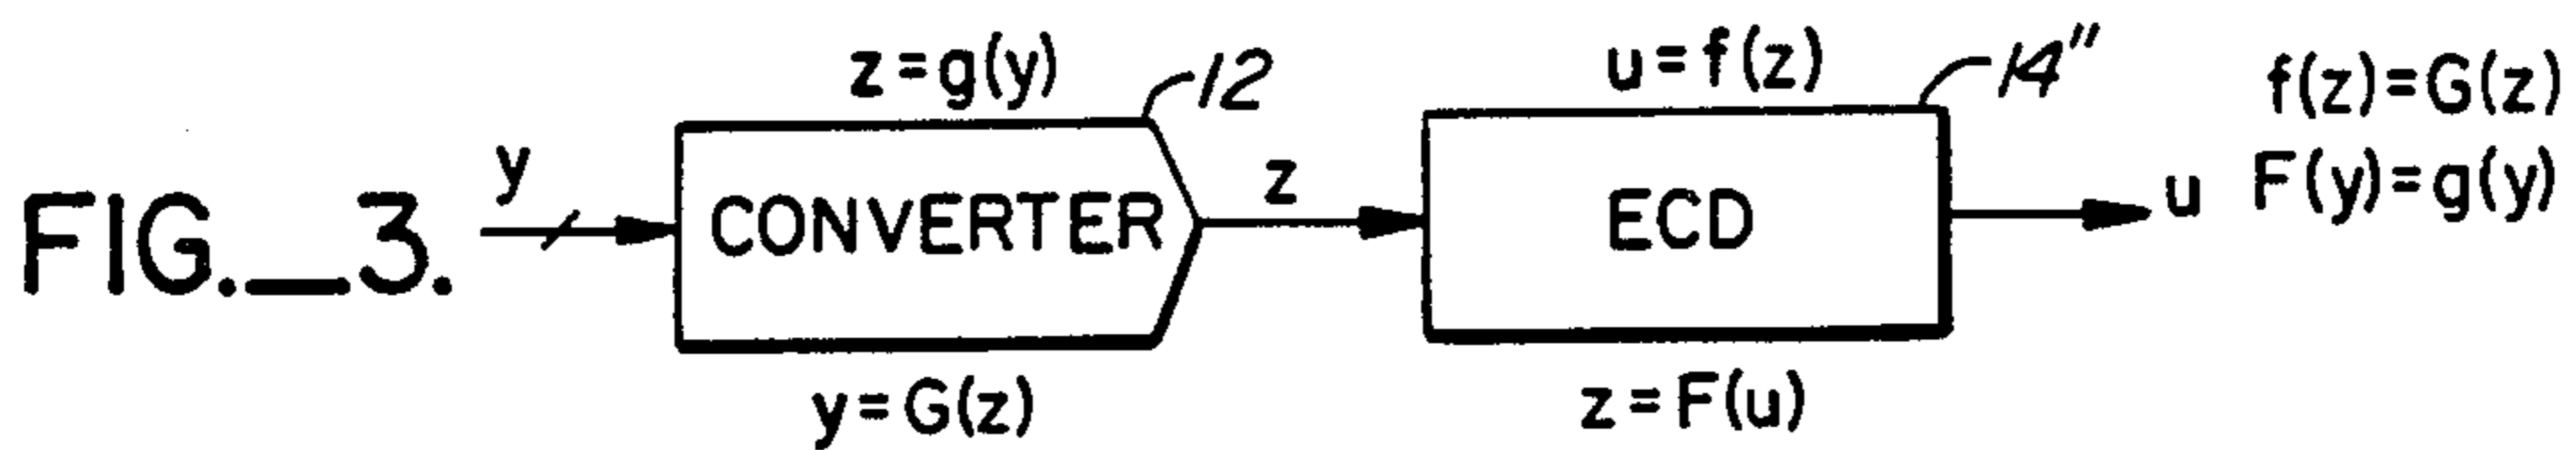 FIG._3.
y
z=g(y)
12
CONVERTER
y=G(z)
z
u=f(z)
14"
ECD
z=F(u)
u
f(z)=G(z)
F(y)=g(y)